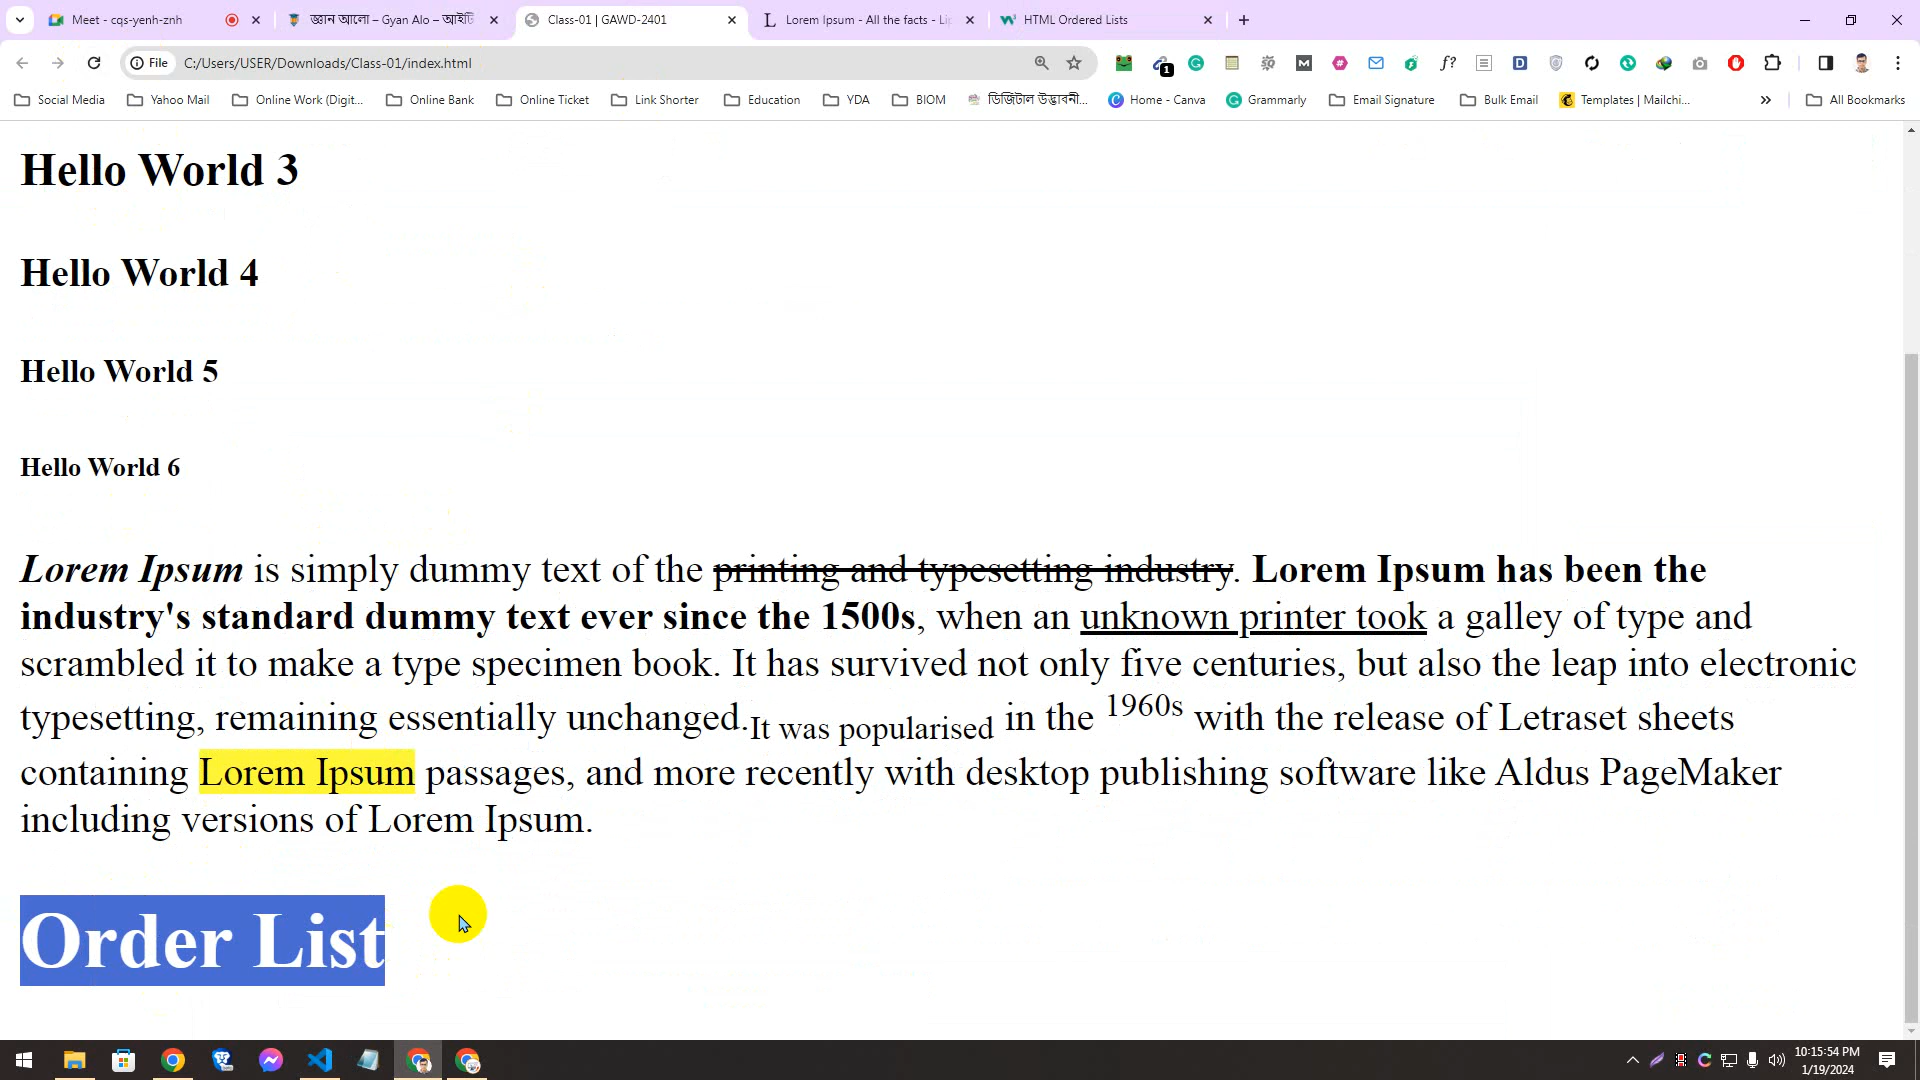 Meet - cqs-yenh-znh
জ্ঞান আলো – Gyan Alo – আইটি
Class-01 | GAWD-2401
Lorem Ipsum - All the facts - Li
HTML Ordered Lists
File
C:/Users/USER/Downloads/Class-01/index.html
1
f?
Social Media
Yahoo Mail
Online Work (Digit...
Online Bank
Online Ticket
Link Shorter
Education
YDA
BIOM
ডিজিটাল উদ্ভাবনী...
Home - Canva
Grammarly
Email Signature
Bulk Email
Templates | Mailchi...
All Bookmarks
Hello World 3
Hello World 4
Hello World 5
Hello World 6
Lorem Ipsum is simply dummy text of the printing and typesetting industry. Lorem Ipsum has been the
industry's standard dummy text ever since the 1500s, when an unknown printer took a galley of type and
scrambled it to make a type specimen book. It has survived not only five centuries, but also the leap into electronic
typesetting, remaining essentially unchanged.It was popularised in the 1960s with the release of Letraset sheets
containing Lorem Ipsum passages, and more recently with desktop publishing software like Aldus PageMaker
including versions of Lorem Ipsum.
Order List
10:15:54 PM
1/19/2024